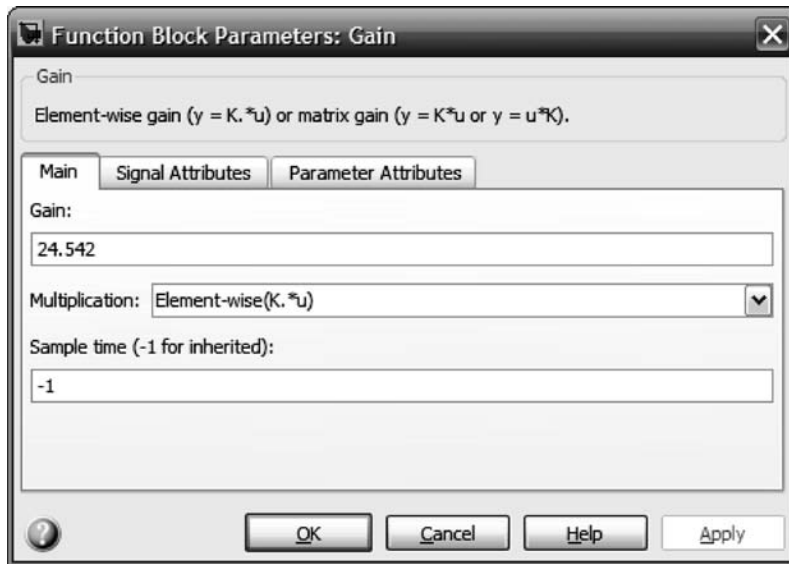 Function Block Parameters: Gain
Gain
Element-wise gain (y = K.*u) or matrix gain (y = K*u or y = u*K).
Main Signal Attributes Parameter Attributes
Gain:
24.542
Multiplication: Element-wise(K.*u)
Sample time (-1 for inherited):
-1
OK Cancel Help Apply